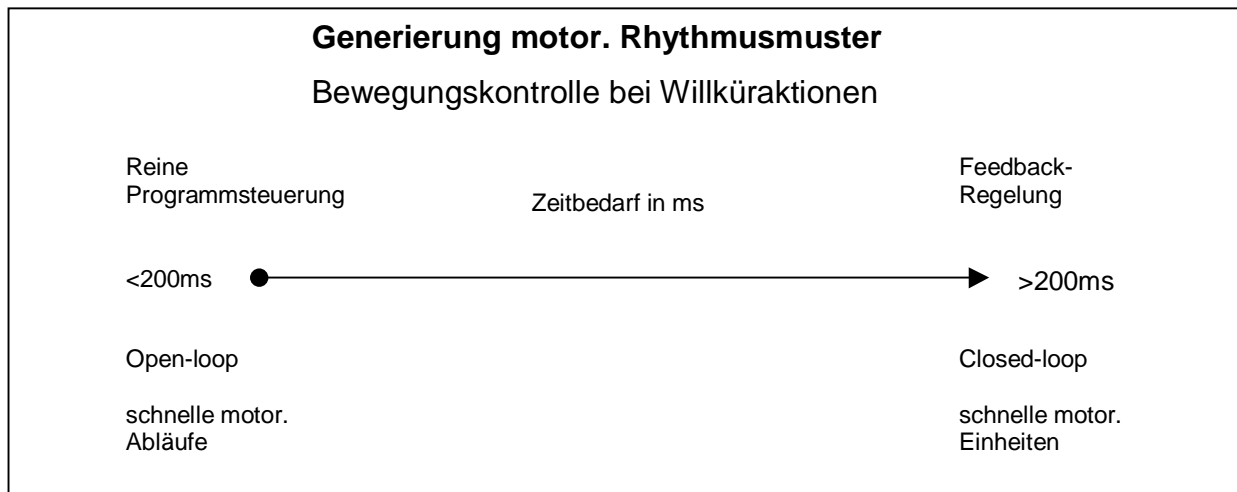 Generierung motor. Rhythmusmuster
Bewegungskontrolle bei Willküraktionen
Reine
Programmsteuerung
Zeitbedarf in ms
Feedback-
Regelung
<200ms
>200ms
Open-loop
Closed-loop
schnelle motor.
Abläufe
schnelle motor.
Einheiten